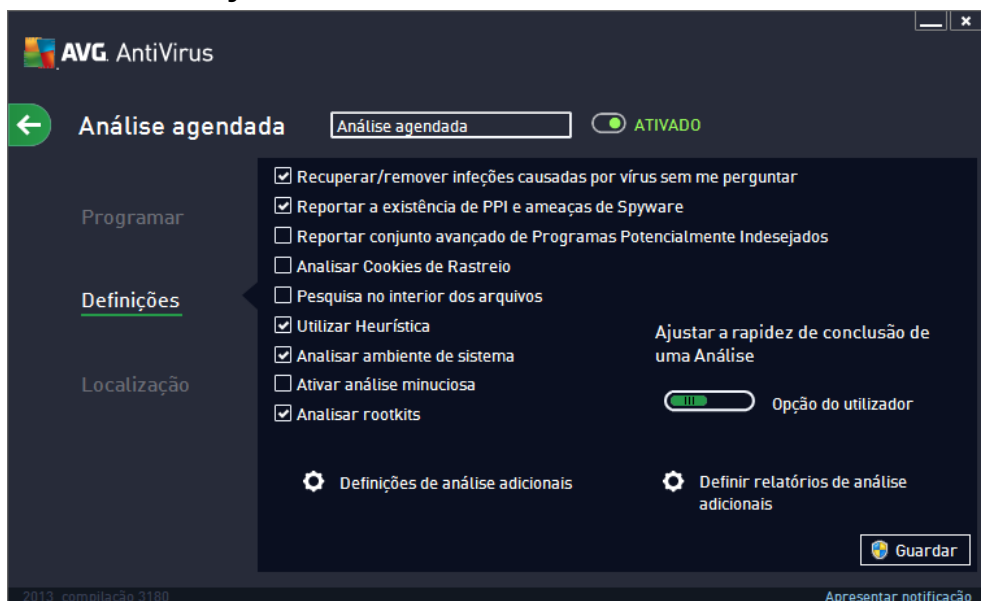 AVG. AntiVirus
Análise agendada
Análise agendada
ATIVADO
Programar
Definições
Localização
Recuperar/remover infeções causadas por vírus sem me perguntar
Reportar a existência de PPI e ameaças de Spyware
Reportar conjunto avançado de Programas Potencialmente Indesejados
Analisar Cookies de Rastreio
Pesquisa no interior dos arquivos
Utilizar Heurística
Analisar ambiente de sistema
Ativar análise minuciosa
Analisar rootkits
Ajustar a rapidez de conclusão de
uma Análise
Opção do utilizador
Definições de análise adicionais
Definir relatórios de análise
adicionais
Guardar
2013 compilação 3180
Apresentar notificação